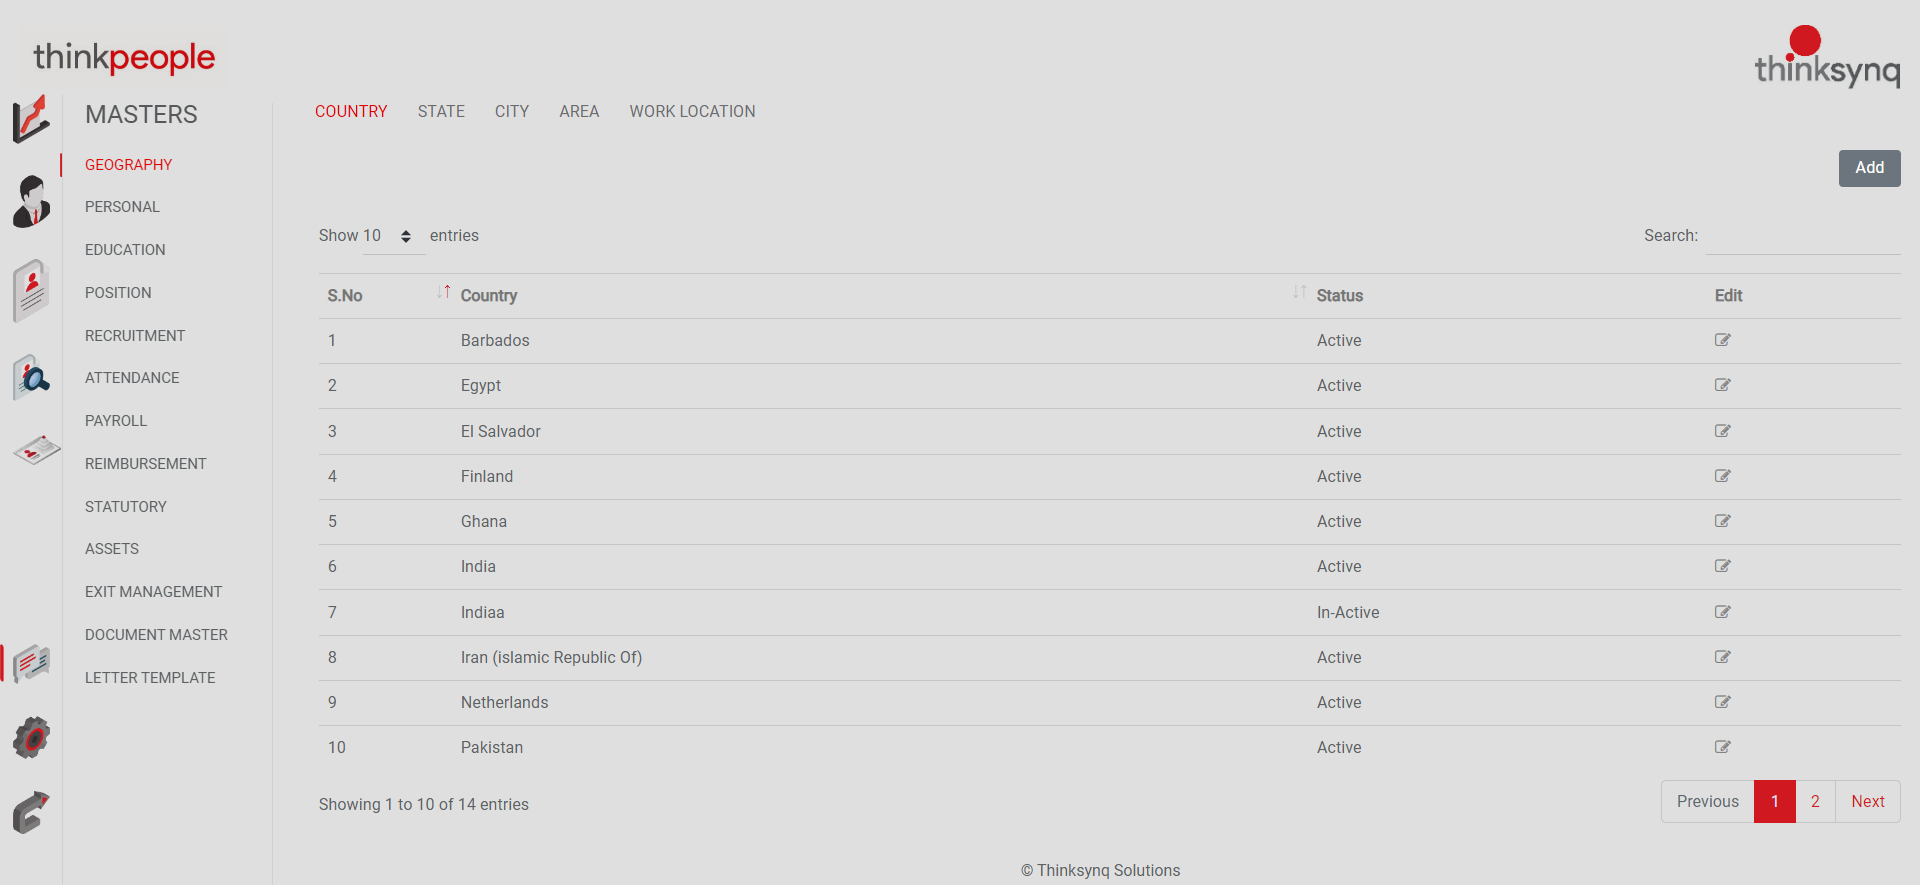 thinkpeople
thinksynq
MASTERS
GEOGRAPHY
PERSONAL
EDUCATION
POSITION
RECRUITMENT
ATTENDANCE
PAYROLL
REIMBURSEMENT
STATUTORY
ASSETS
EXIT MANAGEMENT
DOCUMENT MASTER
LETTER TEMPLATE
COUNTRY STATE CITY AREA WORK LOCATION
Add
Show 10 entries Search:
S.No Country Status Edit
1 Barbados Active
2 Egypt Active
3 El Salvador Active
4 Finland Active
5 Ghana Active
6 India Active
7 Indiaa In-Active
8 Iran (islamic Republic Of) Active
9 Netherlands Active
10 Pakistan Active
Showing 1 to 10 of 14 entries Previous 1 2 Next
© Thinksynq Solutions